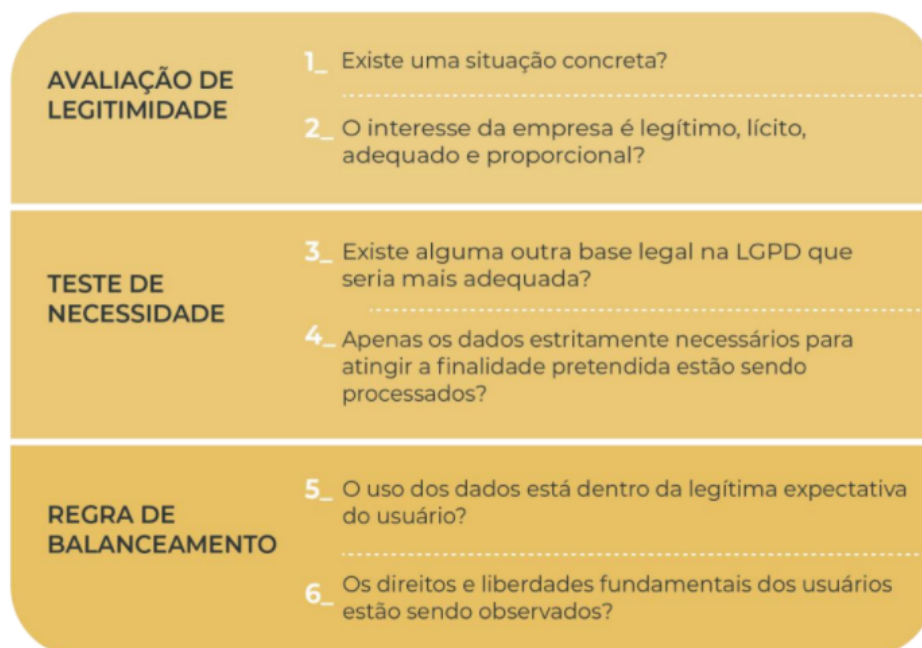 AVALIAÇÃO DE
LEGITIMIDADE
1_ Existe uma situação concreta?
2_ O interesse da empresa é legítimo, lícito,
adequado e proporcional?
TESTE DE
NECESSIDADE
3_ Existe alguma outra base legal na LGPD que
seria mais adequada?
4_ Apenas os dados estritamente necessários para
atingir a finalidade pretendida estão sendo
processados?
REGRA DE
BALANCEAMENTO
5_ O uso dos dados está dentro da legítima expectativa
do usuário?
6_ Os direitos e liberdades fundamentais dos usuários
estão sendo observados?